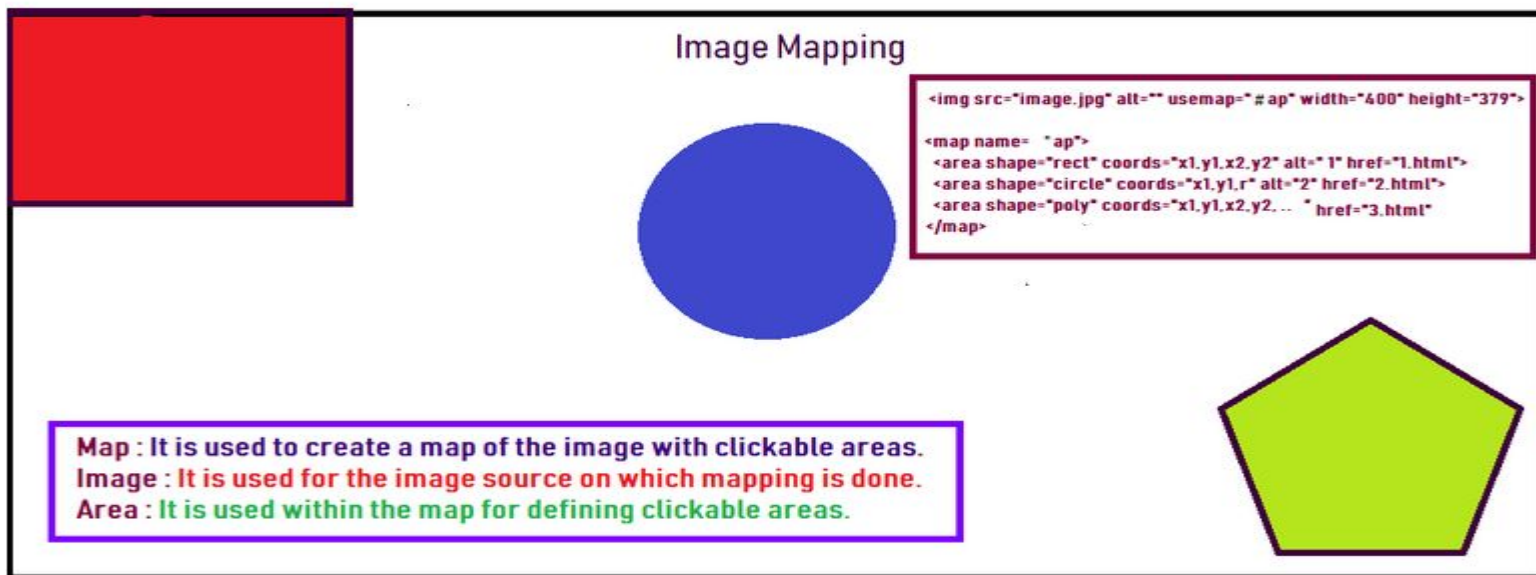 Image Mapping
<img src="image.jpg" alt="" usemap="#ap" width="400" height="379">
<map name= "ap">
<area shape="rect" coords="x1,y1,x2,y2" alt=" 1" href="1.html">
<area shape="circle" coords="x1,y1,r" alt="2" href="2.html">
<area shape="poly" coords="x1,y1,x2,y2,.. " href="3.html"
</map>
Map : It is used to create a map of the image with clickable areas.
Image : It is used for the image source on which mapping is done.
Area : It is used within the map for defining clickable areas.